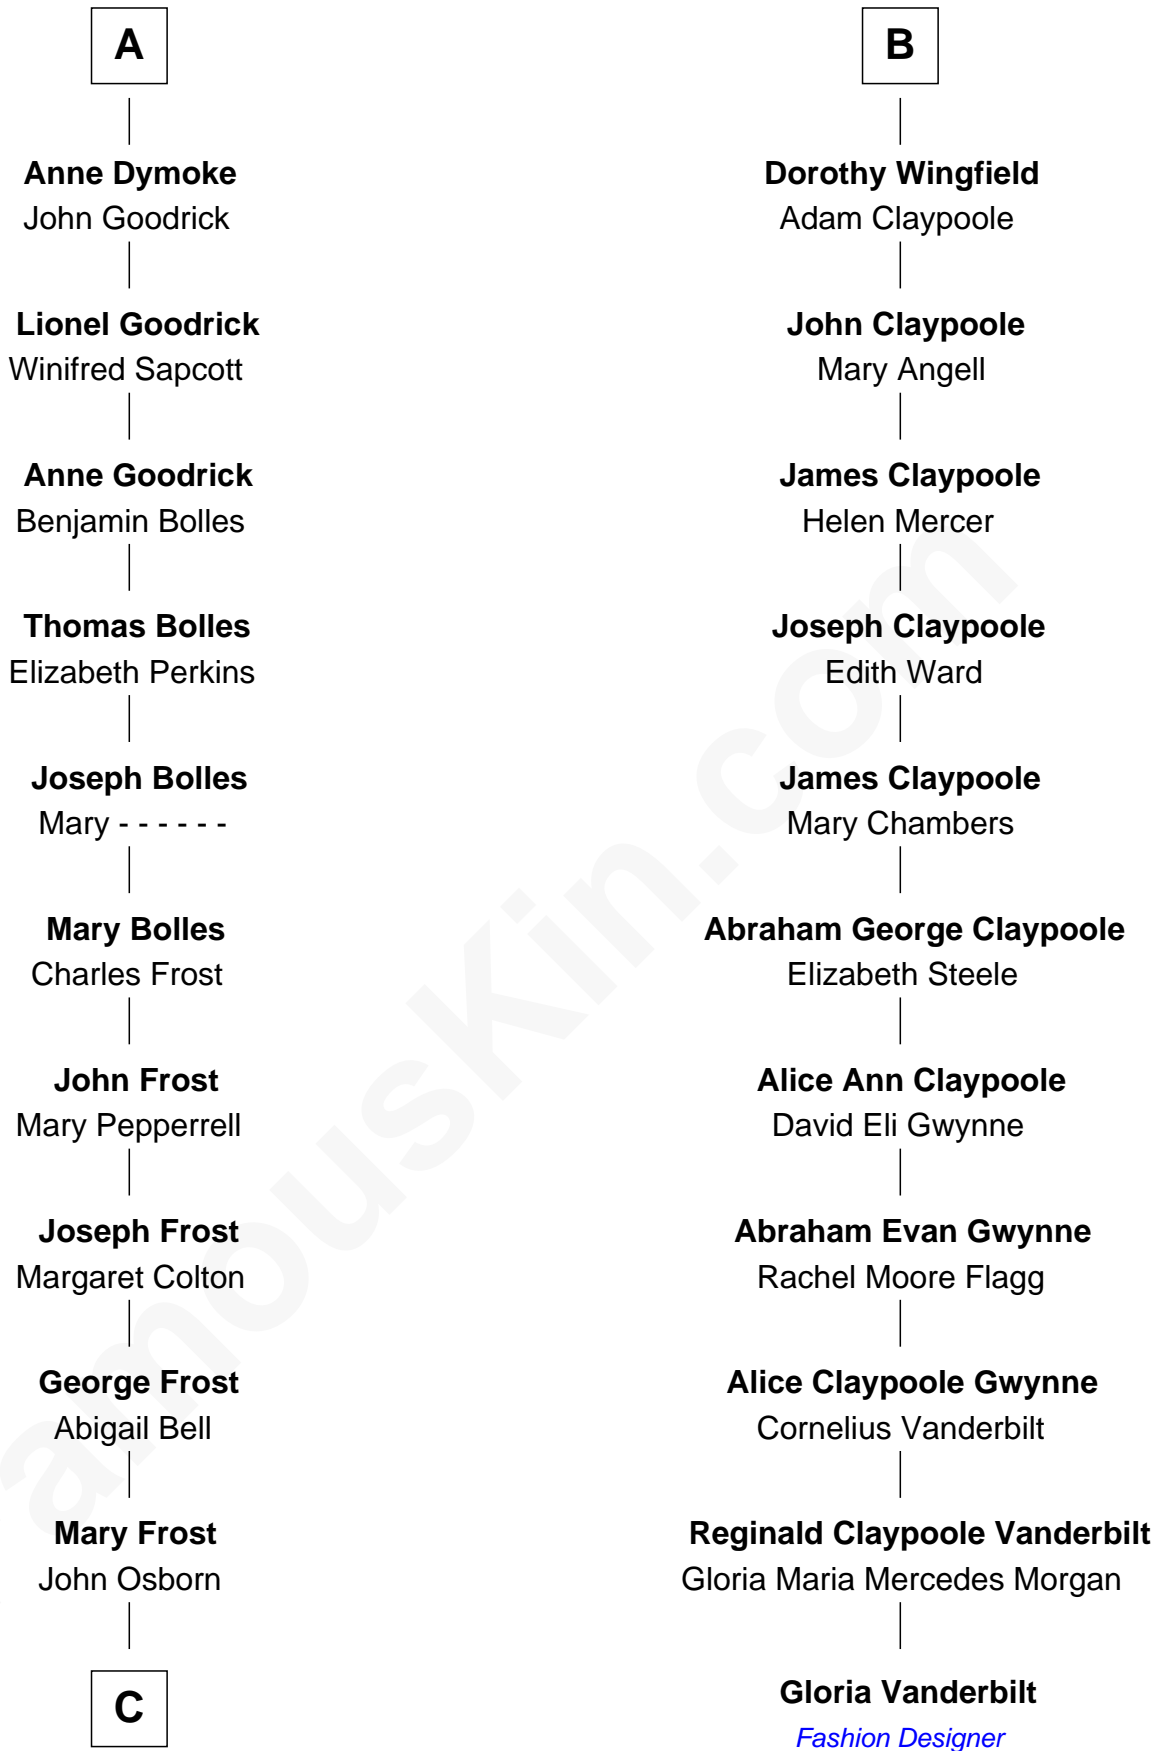 A
Anne Dymoke
John Goodrick
Lionel Goodrick
Winifred Sapcott
Anne Goodrick
Benjamin Bolles
Thomas Bolles
Elizabeth Perkins
Joseph Bolles
Mary - - - - - -
Mary Bolles
Charles Frost
John Frost
Mary Pepperrell
Joseph Frost
Margaret Colton
George Frost
Abigail Bell
Mary Frost
John Osborn
C
B
Dorothy Wingfield
Adam Claypoole
John Claypoole
Mary Angell
James Claypoole
Helen Mercer
Joseph Claypoole
Edith Ward
James Claypoole
Mary Chambers
Abraham George Claypoole
Elizabeth Steele
Alice Ann Claypoole
David Eli Gwynne
Abraham Evan Gwynne
Rachel Moore Flagg
Alice Claypoole Gwynne
Cornelius Vanderbilt
Reginald Claypoole Vanderbilt
Gloria Maria Mercedes Morgan
Gloria Vanderbilt
Fashion Designer
amousKin.com